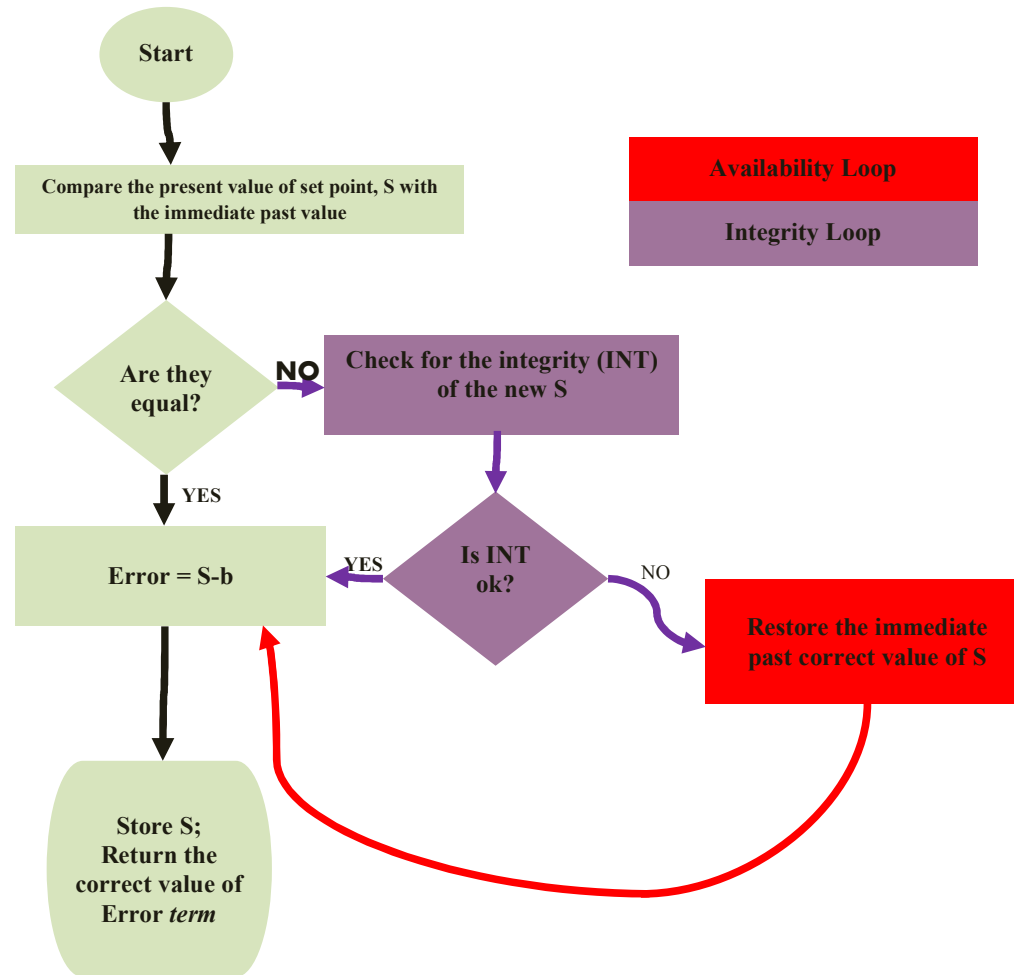 Start
Compare the present value of set point, S with
the immediate past value
Availability Loop
Integrity Loop
Are they
equal?
NO
Check for the integrity (INT)
of the new S
YES
Error = S-b
YES
Is INT
ok?
NO
Restore the immediate
past correct value of S
Store S;
Return the
correct value of
Error term